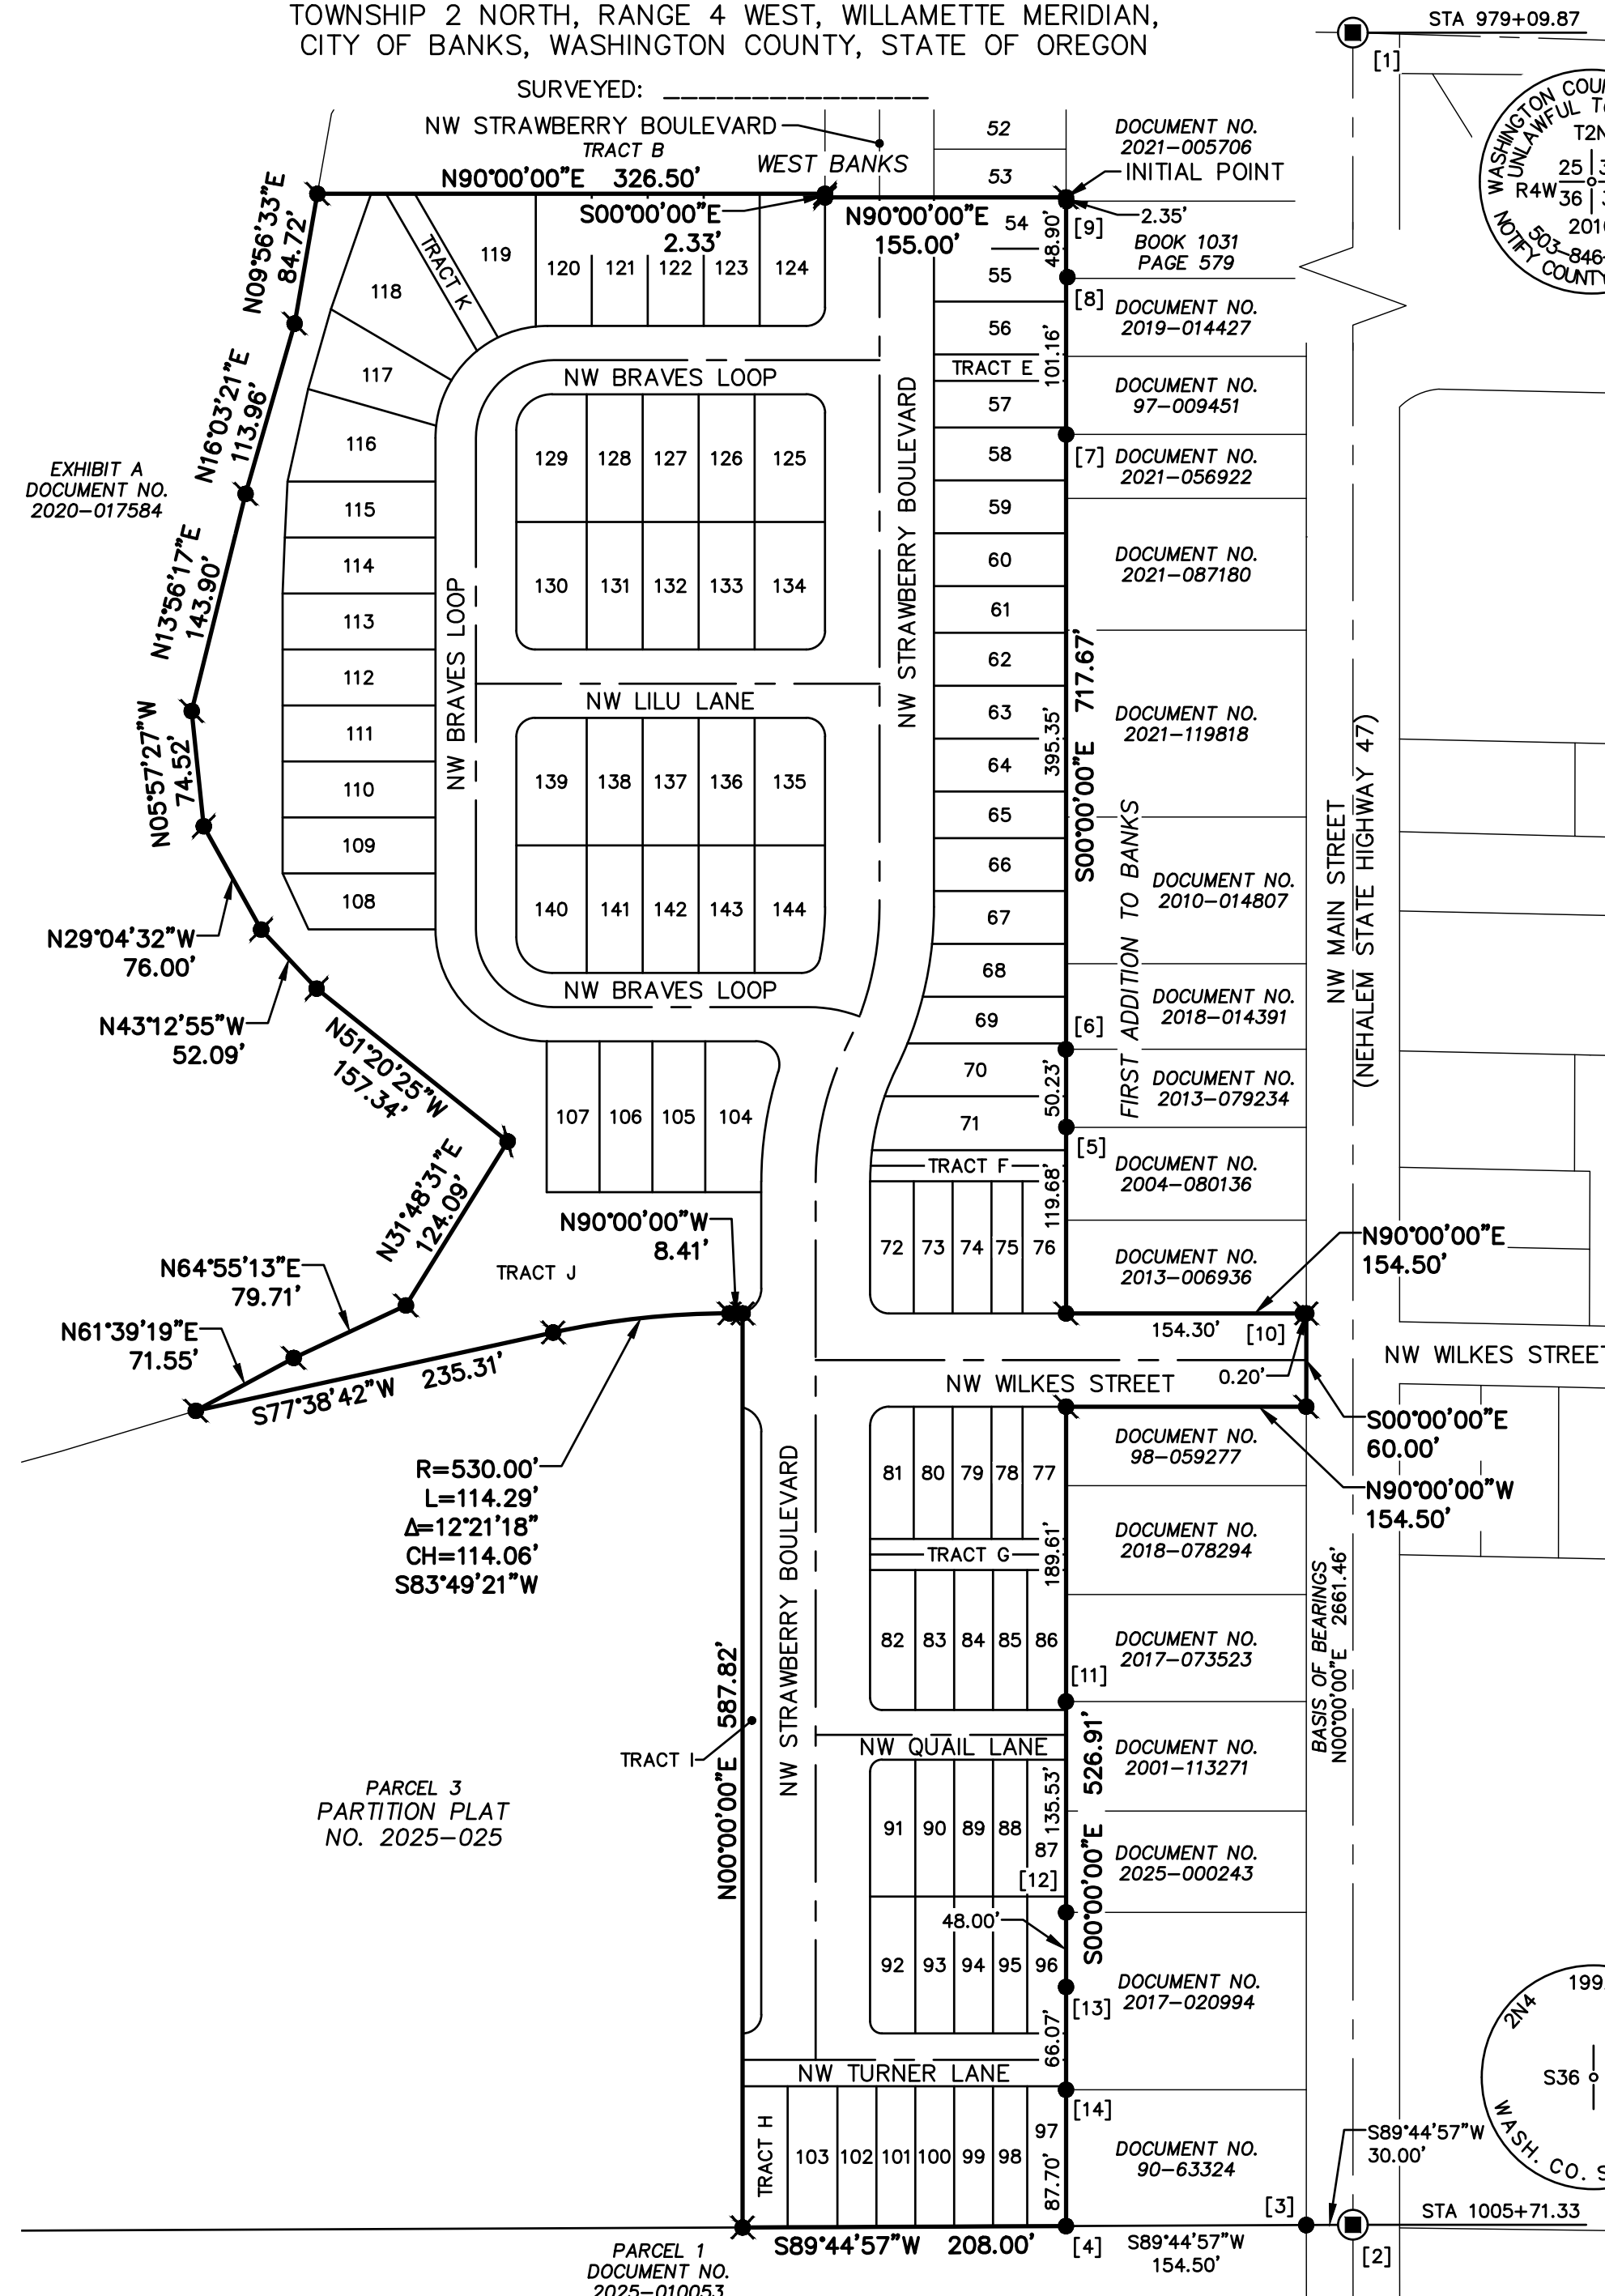 TOWNSHIP 2 NORTH, RANGE 4 WEST, WILLAMETTE MERIDIAN,
CITY OF BANKS, WASHINGTON COUNTY, STATE OF OREGON
SURVEYED: _______________
STA 979+09.87
[1]
NW STRAWBERRY BOULEVARD
TRACT B
WEST BANKS
N90°00'00"E 326.50'
S00°00'00"E
2.33'
N90°00'00"E
155.00'
52
53
DOCUMENT NO.
2021-005706
INITIAL POINT
2.35'
[9]
BOOK 1031
PAGE 579
[8]
DOCUMENT NO.
2019-014427
DOCUMENT NO.
97-009451
[7]
DOCUMENT NO.
2021-056922
DOCUMENT NO.
2021-087180
DOCUMENT NO.
2021-119818
DOCUMENT NO.
2010-014807
DOCUMENT NO.
2018-014391
[6]
DOCUMENT NO.
2013-079234
[5]
DOCUMENT NO.
2004-080136
DOCUMENT NO.
2013-006936
WASHINGTON COU
UNLAWFUL T
T2N
25 3
R4W
36
201
503-846-
NOTIFY COUNTY
N09°56'33"E
84.72'
N16°03'21"E
113.96'
N13°56'17"E
143.90'
N05°57'27"W
74.52'
N29°04'32"W
76.00'
N43°12'55"W
52.09'
N51°20'25"W
157.34'
N31°48'31"E
124.09'
N64°55'13"E
79.71'
N61°39'19"E
71.55'
S77°38'42"W 235.31'
EXHIBIT A
DOCUMENT NO.
2020-017584
TRACT K
119
120
121
122
123
124
118
117
116
115
114
113
112
111
110
109
108
NW BRAVES LOOP
129
128
127
126
125
130
131
132
133
134
NW BRAVES LOOP
NW LILU LANE
139
138
137
136
135
140
141
142
143
144
NW BRAVES LOOP
NW STRAWBERRY BOULEVARD
54
55
56
TRACT E
57
58
59
60
61
62
63
64
65
66
67
68
69
70
71
TRACT F
72
73
74
75
76
48.90'
101.16'
395.35'
50.23'
119.68'
S00°00'00"E 717.67'
FIRST ADDITION TO BANKS
NW MAIN STREET
(NEHALEM STATE HIGHWAY 47)
107
106
105
104
N90°00'00"W
8.41'
TRACT J
N90°00'00"E
154.50'
154.30'
[10]
0.20'
NW WILKES STREET
NW WILKES STREET
S00°00'00"E
60.00'
N90°00'00"W
154.50'
R=530.00'
L=114.29'
Δ=12°21'18"
CH=114.06'
S83°49'21"W
81
80
79
78
77
TRACT G
82
83
84
85
86
189.61'
DOCUMENT NO.
98-059277
DOCUMENT NO.
2018-078294
DOCUMENT NO.
2017-073523
[11]
DOCUMENT NO.
2001-113271
DOCUMENT NO.
2025-000243
DOCUMENT NO.
2017-020994
BASIS OF BEARINGS
N00°00'00"E 2661.46'
N00°00'00"E 587.82'
NW STRAWBERRY BOULEVARD
TRACT I
PARCEL 3
PARTITION PLAT
NO. 2025-025
NW QUAIL LANE
91
90
89
88
87
[12]
135.53'
S00°00'00"E 526.91'
48.00'
92
93
94
95
96
[13]
66.07'
NW TURNER LANE
[14]
TRACT H
103
102
101
100
99
98
97
87.70'
DOCUMENT NO.
90-63324
S89°44'57"W
30.00'
2N4
199
S36
WASH. CO. S
[3]
STA 1005+71.33
[2]
S89°44'57"W 208.00'
[4]
S89°44'57"W
154.50'
PARCEL 1
DOCUMENT NO.
2025-010053